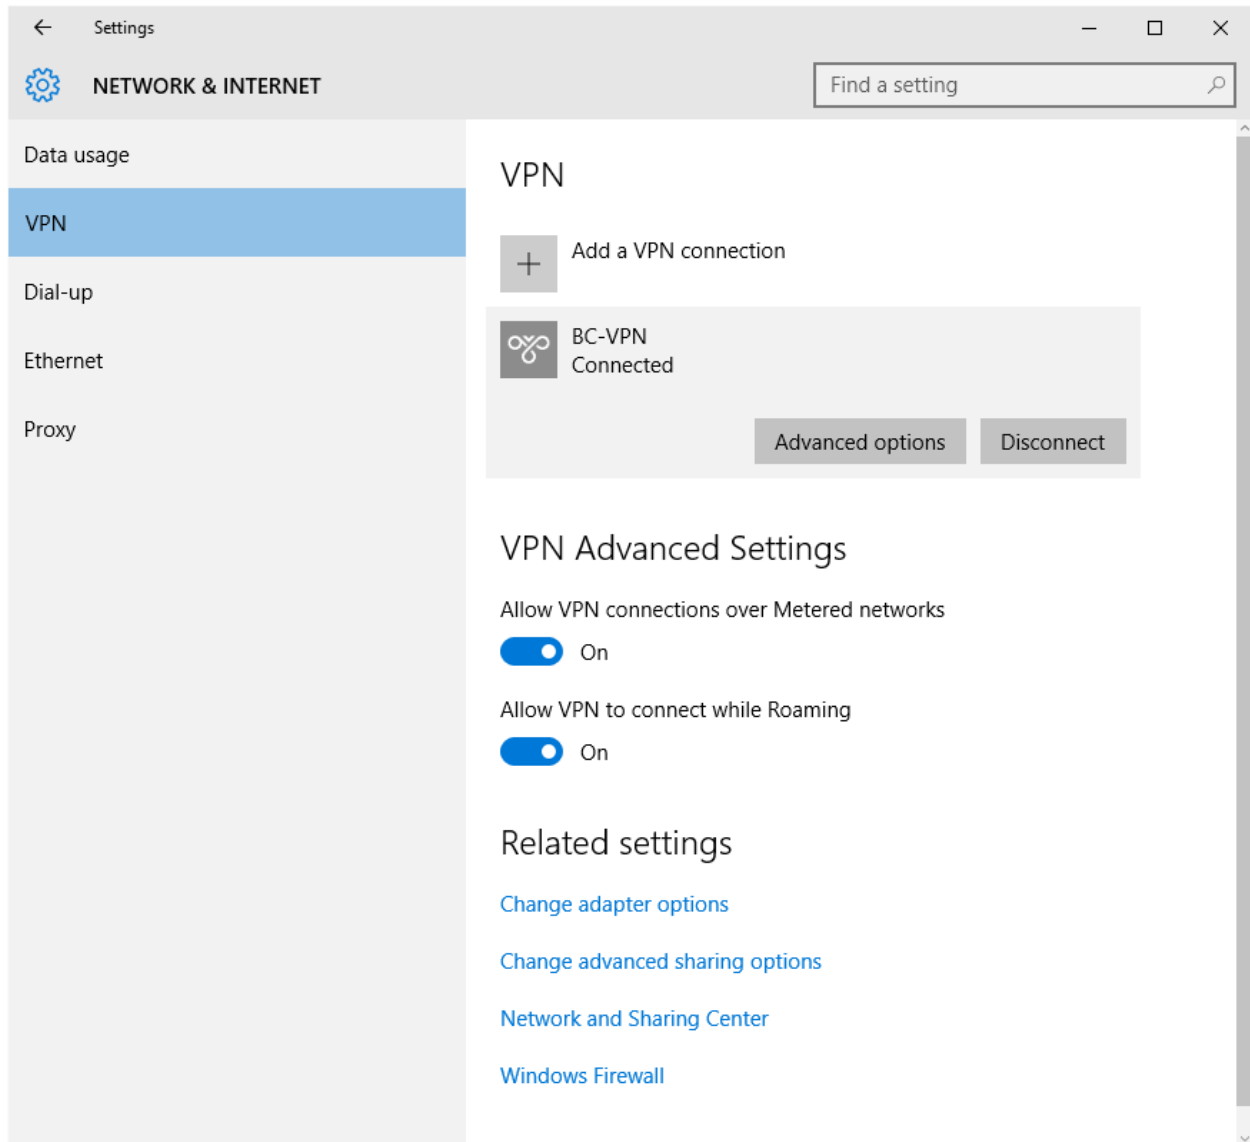 Settings
NETWORK & INTERNET
Find a setting
Data usage
VPN
Dial-up
Ethernet
Proxy
VPN
Add a VPN connection
BC-VPN
Connected
Advanced options
Disconnect
VPN Advanced Settings
Allow VPN connections over Metered networks
On
Allow VPN to connect while Roaming
On
Related settings
Change adapter options
Change advanced sharing options
Network and Sharing Center
Windows Firewall